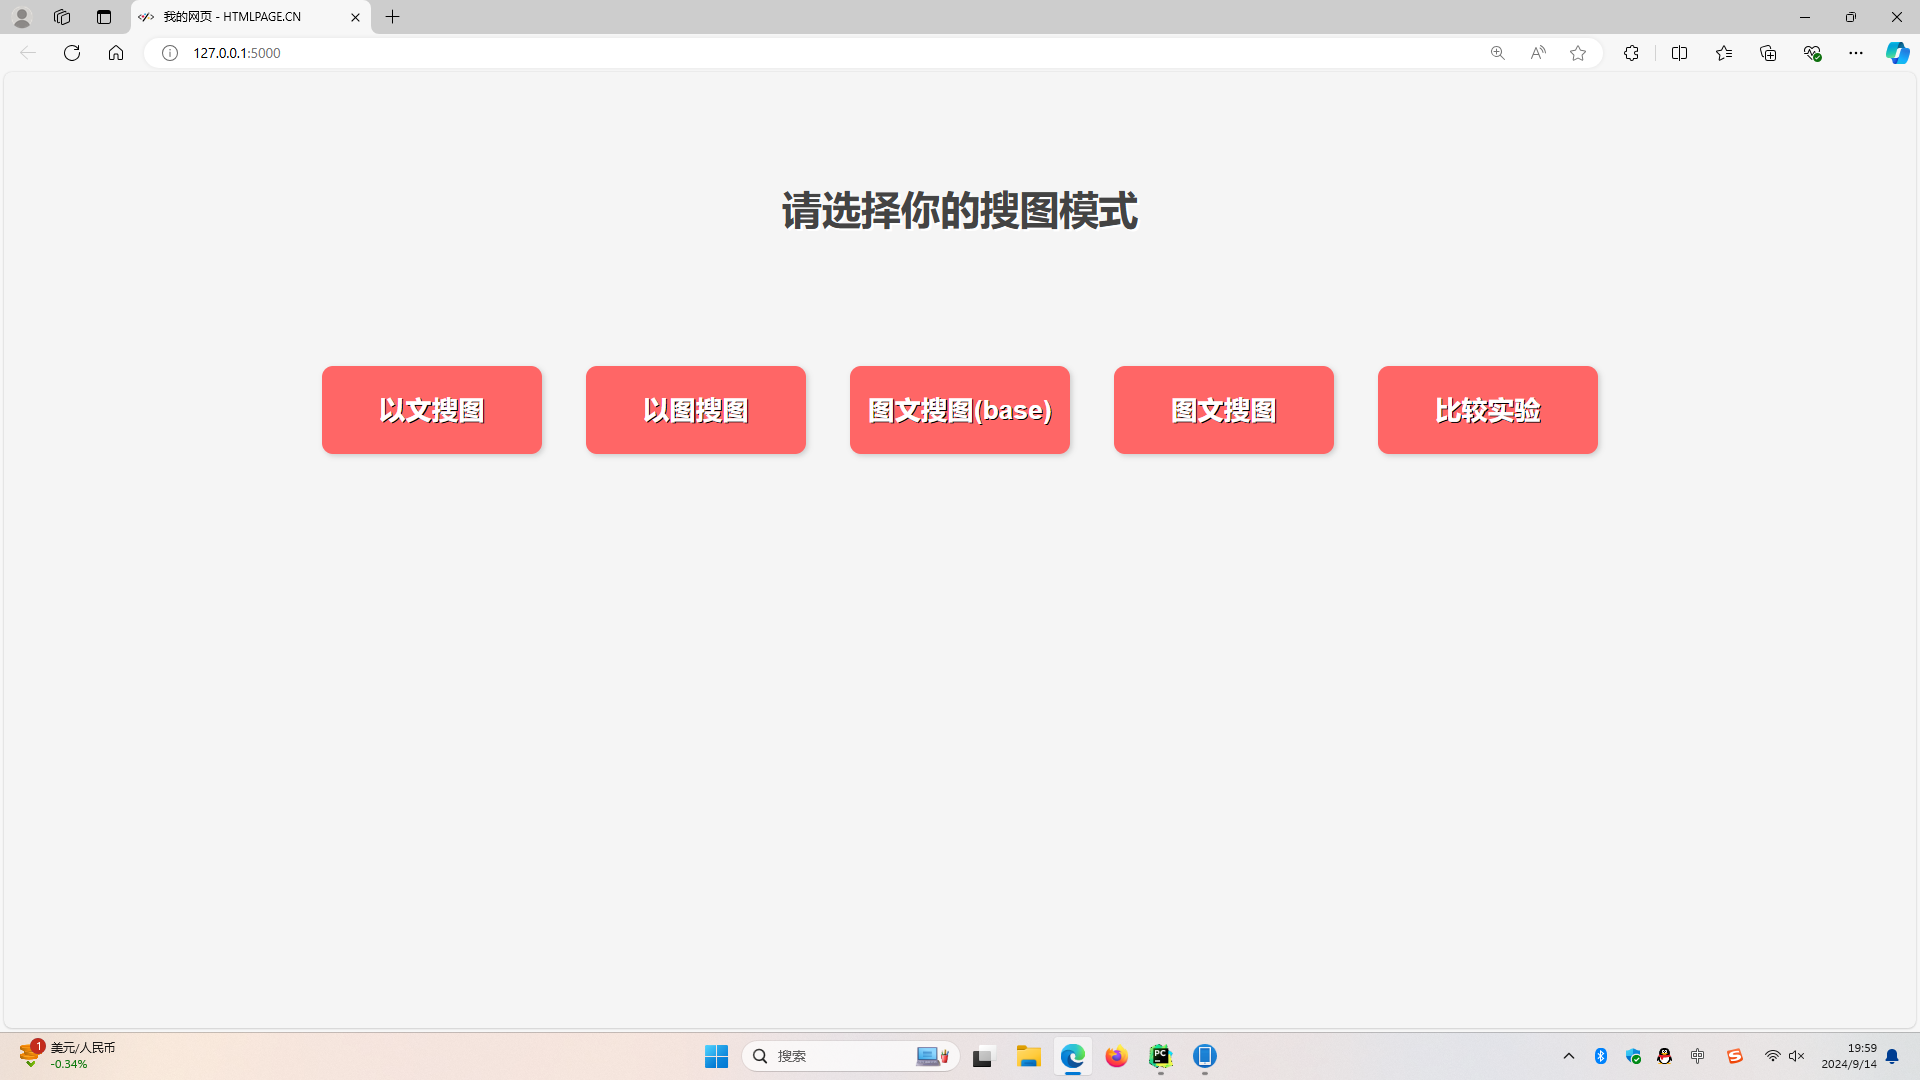 我的网页 - HTMLPAGE.CN
127.0.0.1:5000
请选择你的搜图模式
以文搜图
以图搜图
图文搜图(base)
图文搜图
比较实验
1
美元/人民币
-0.34%
搜索
PC
中
19:59
2024/9/14